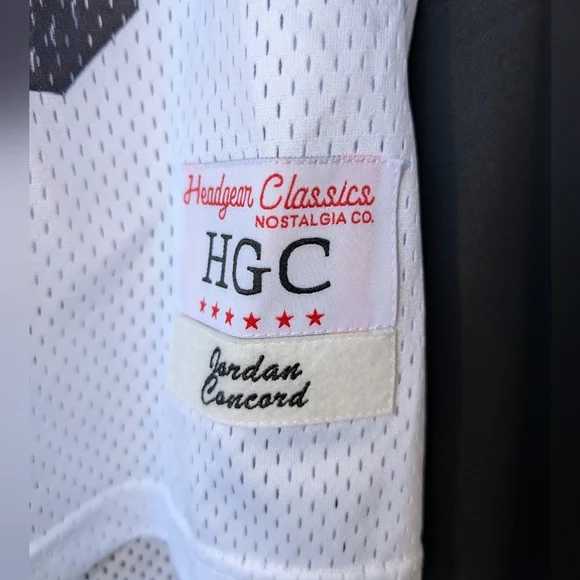 Headgear Classics
NOSTALGIA CO.
HGC
Jordan
Concord